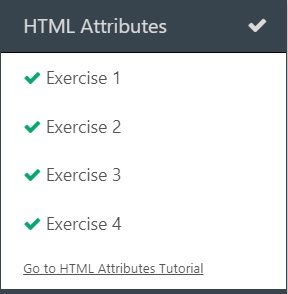 HTML Attributes
Exercise 1
Exercise 2
Exercise 3
Exercise 4
Go to HTML Attributes Tutorial